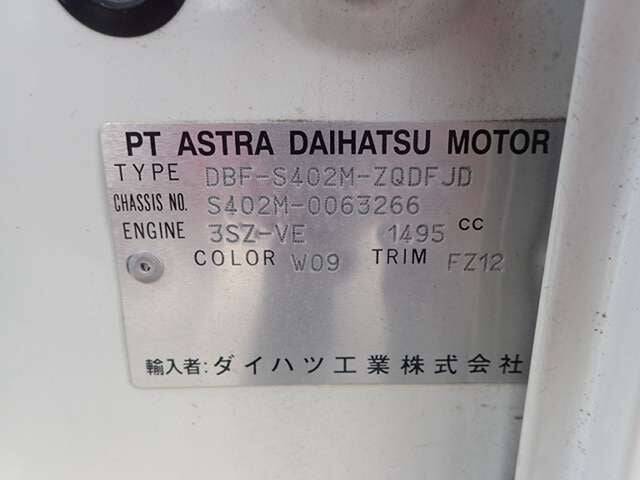 PT ASTRA DAIHATSU MOTOR
TYPE DBF-S402M-ZQDFJD
CHASSIS NO. S402M-0063266
ENGINE 3SZ-VE 1495 CC
COLOR W09 TRIM FZ12
輸入者: ダイハツ工業株式会社